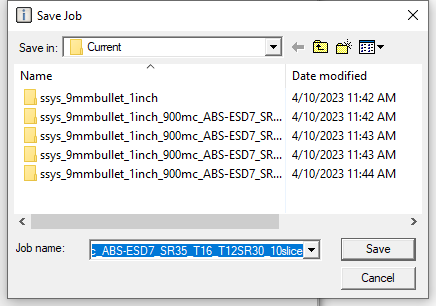 Save Job
Save in: Current
Name Date modified
ssys_9mmbullet_1inch 4/10/2023 11:42 AM
ssys_9mmbullet_1inch_900mc_ABS-ESD7_SR... 4/10/2023 11:42 AM
ssys_9mmbullet_1inch_900mc_ABS-ESD7_SR... 4/10/2023 11:43 AM
ssys_9mmbullet_1inch_900mc_ABS-ESD7_SR... 4/10/2023 11:43 AM
ssys_9mmbullet_1inch_900mc_ABS-ESD7_SR... 4/10/2023 11:44 AM
Job name: c_ABS-ESD7_SR35_T16_T12SR30_10slice Save
Cancel